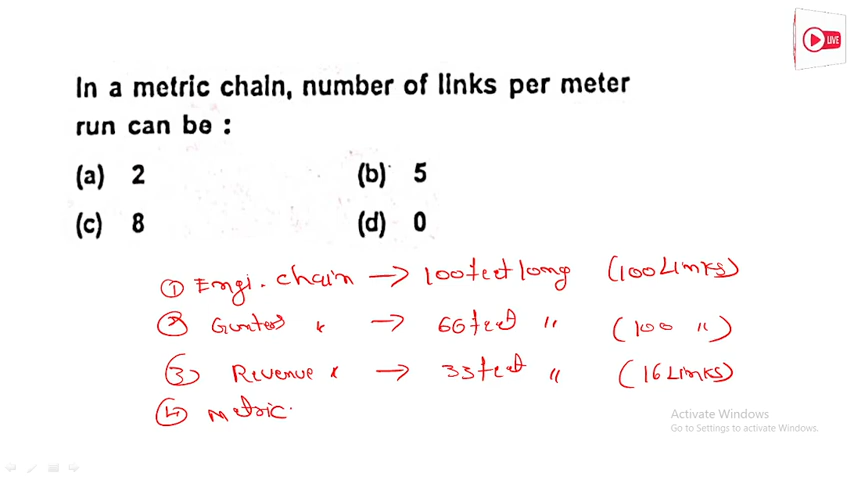 LIVE
In a metric chain, number of links per meter
run can be :
(a) 2 (b) 5
(c) 8 (d) 0
① Engi. chain → 100 feet long (100 Links)
② Gunters " → 66 feet " (100 ")
③ Revenue " → 33 feet " (16 Links)
④ metric
Activate Windows
Go to Settings to activate Windows.